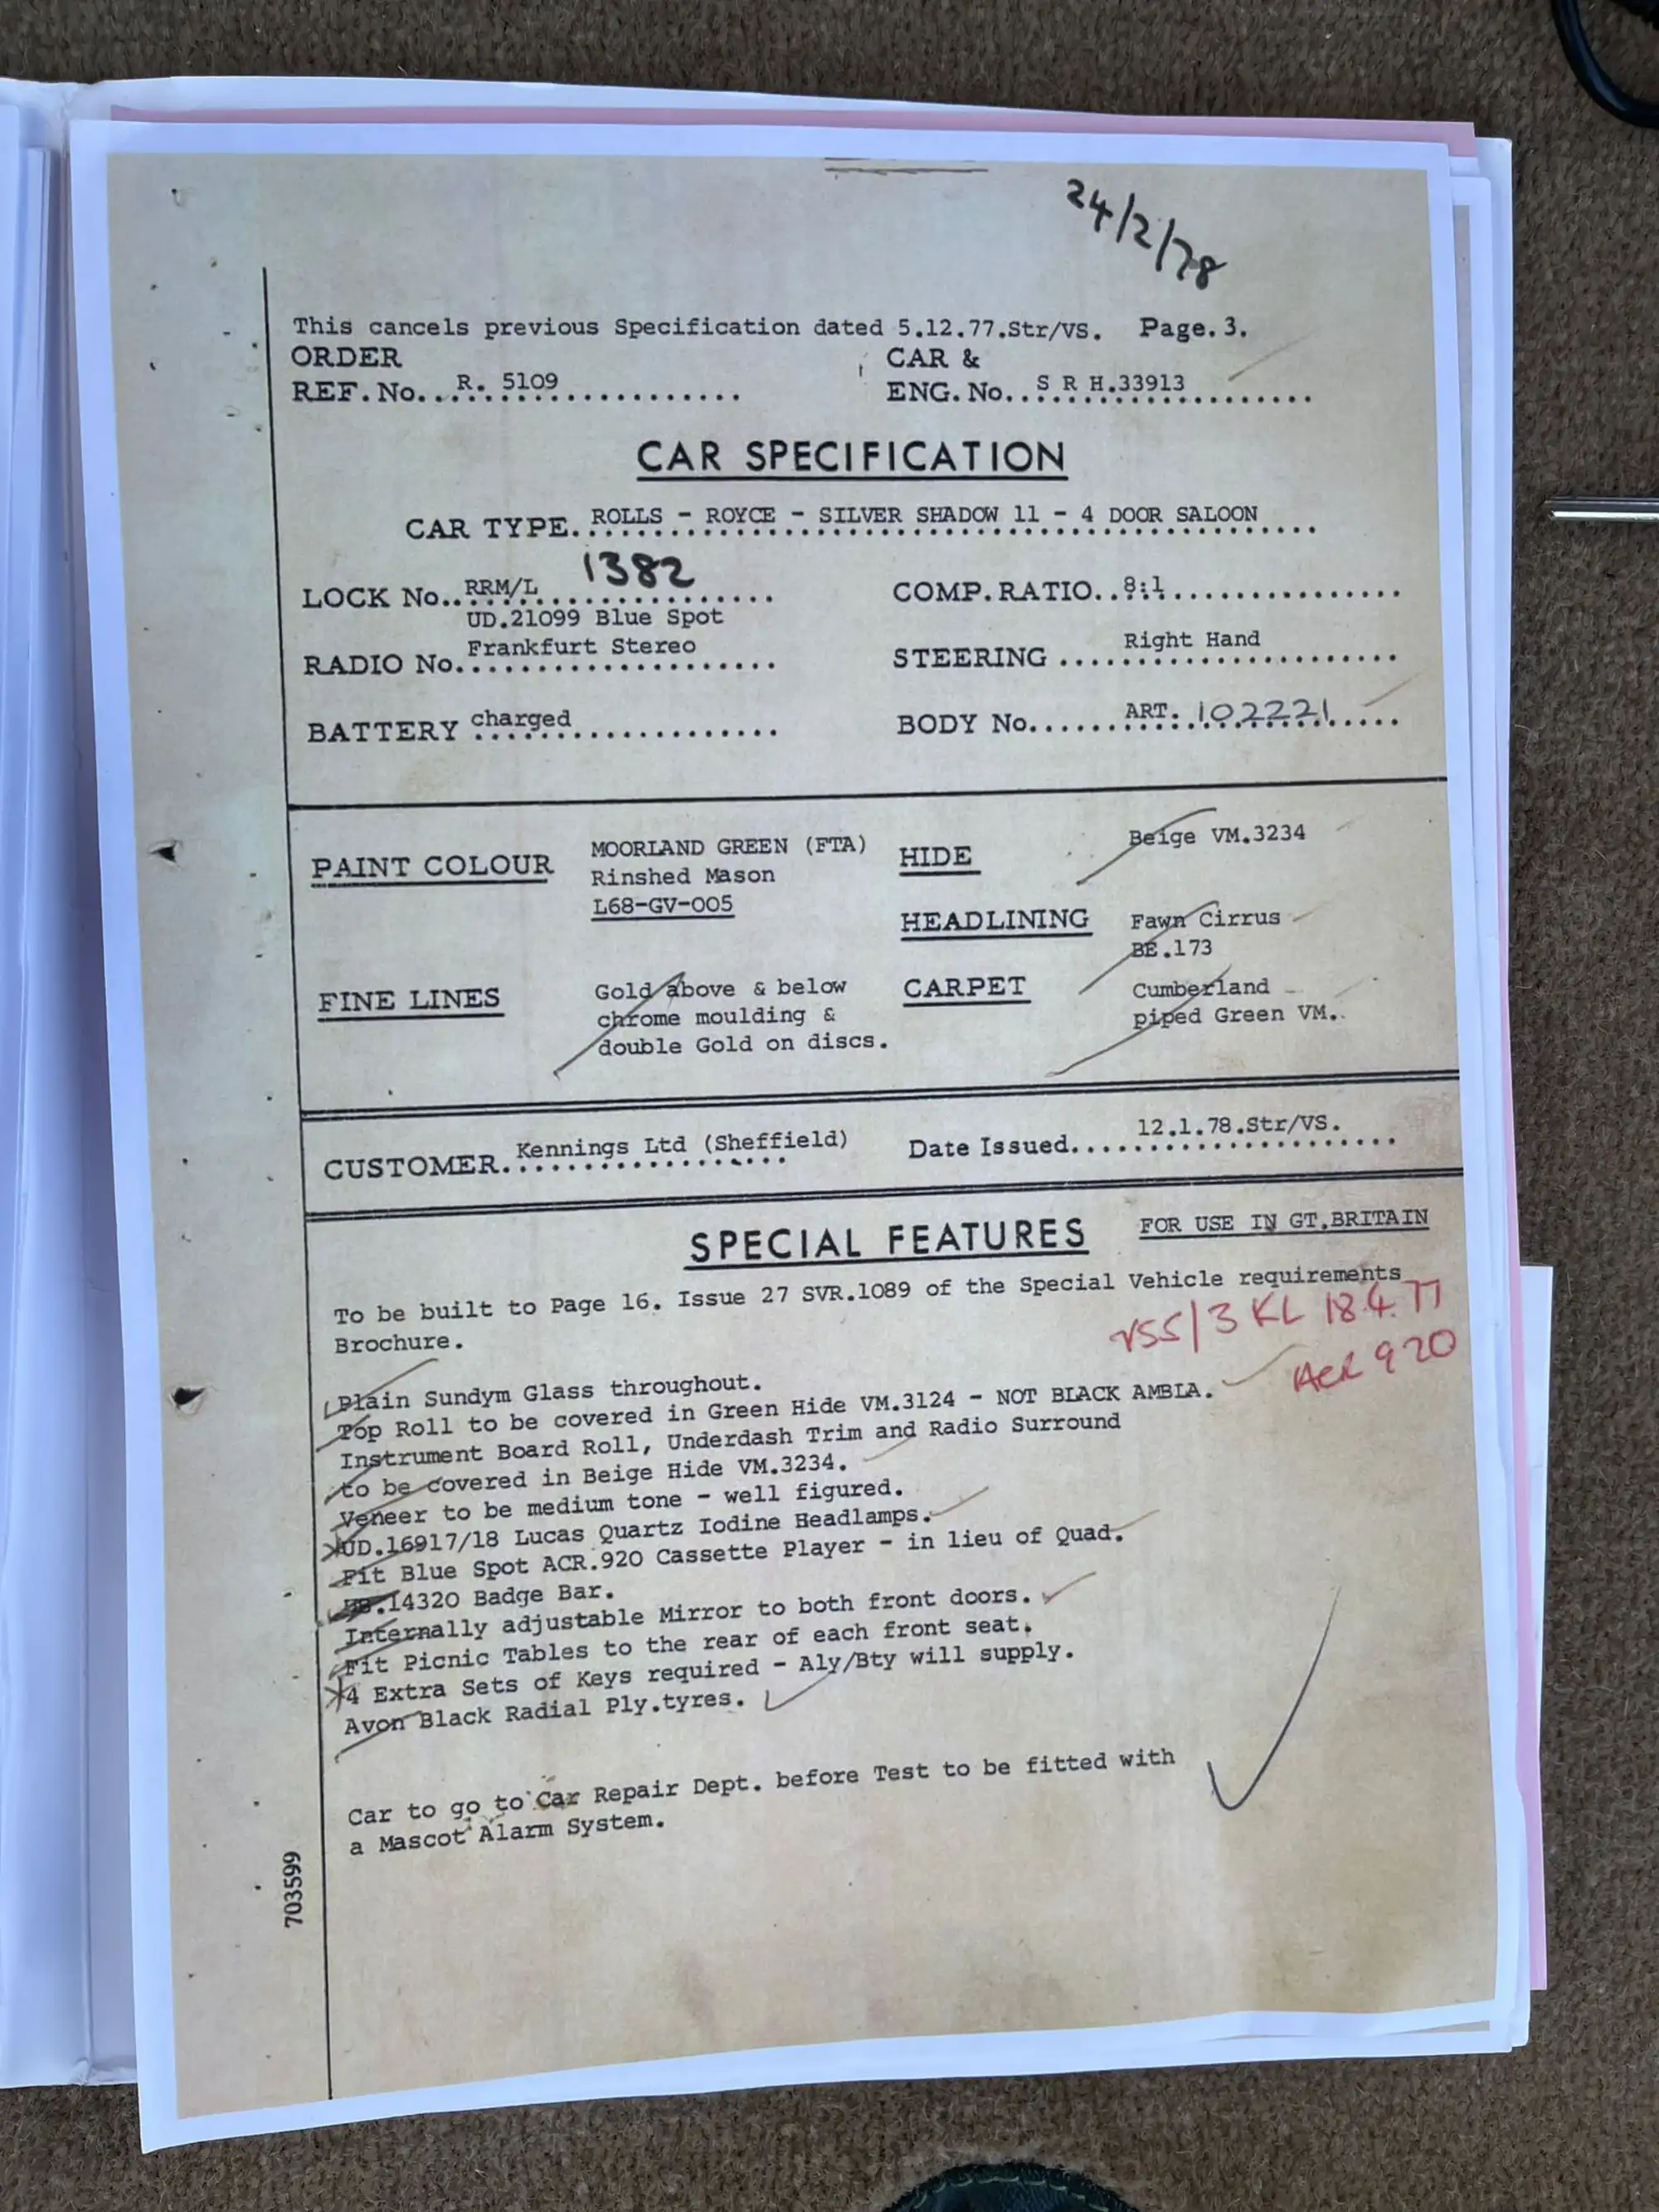 24/2/78
This cancels previous Specification dated 5.12.77.Str/VS. Page.3.
ORDER
REF.No... R. 5109
CAR &
ENG.No... S R H.33913
CAR SPECIFICATION
CAR TYPE. ROLLS - ROYCE - SILVER SHADOW 11 - 4 DOOR SALOON
LOCK No.. RRM/L 1382
COMP.RATIO.. 8:1
UD.21099 Blue Spot
Frankfurt Stereo
RADIO No.
STEERING Right Hand
BATTERY charged
BODY No. ART. 102221
PAINT COLOUR
MOORLAND GREEN (FTA)
Rinshed Mason
L68-GV-005
HIDE Beige VM.3234
HEADLINING Fawn Cirrus
BE.173
FINE LINES
Gold above & below
chrome moulding &
double Gold on discs.
CARPET Cumberland
piped Green VM.
CUSTOMER. Kennings Ltd (Sheffield)
Date Issued. 12.1.78.Str/VS.
SPECIAL FEATURES FOR USE IN GT.BRITAIN
To be built to Page 16. Issue 27 SVR.1089 of the Special Vehicle requirements
Brochure.
VSS/3 KL 18.4.77
ACR 920
Plain Sundym Glass throughout.
Top Roll to be covered in Green Hide VM.3124 - NOT BLACK AMBLA.
Instrument Board Roll, Underdash Trim and Radio Surround
to be covered in Beige Hide VM.3234.
Veneer to be medium tone - well figured.
UD.16917/18 Lucas Quartz Iodine Headlamps.
Fit Blue Spot ACR.920 Cassette Player - in lieu of Quad.
.14320 Badge Bar.
Internally adjustable Mirror to both front doors.
Fit Picnic Tables to the rear of each front seat.
4 Extra Sets of Keys required - Aly/Bty will supply.
Avon Black Radial Ply.tyres.
Car to go to Car Repair Dept. before Test to be fitted with
a Mascot Alarm System.
703599